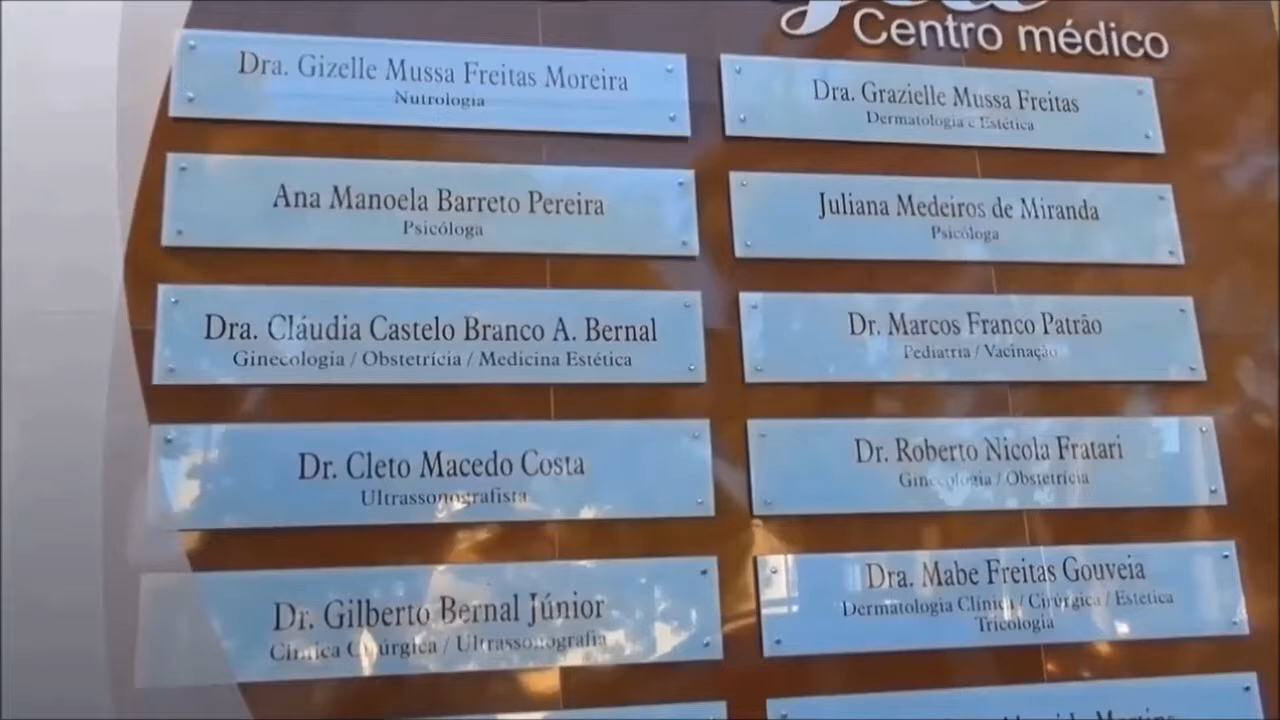 Centro médico
Dra. Gizelle Mussa Freitas Moreira
Nutrologia
Dra. Grazielle Mussa Freitas
Dermatologia e Estética
Ana Manoela Barreto Pereira
Psicóloga
Juliana Medeiros de Miranda
Psicóloga
Dra. Cláudia Castelo Branco A. Bernal
Ginecologia / Obstetrícia / Medicina Estética
Dr. Marcos Franco Patrão
Pediatria / Vacinação
Dr. Cleto Macedo Costa
Ultrassonografista
Dr. Roberto Nicola Fratari
Ginecologia / Obstetrícia
Dr. Gilberto Bernal Júnior
Clínica Cirúrgica / Ultrassonografia
Dra. Mabe Freitas Gouveia
Dermatologia Clínica / Cirúrgica / Estética
Tricologia